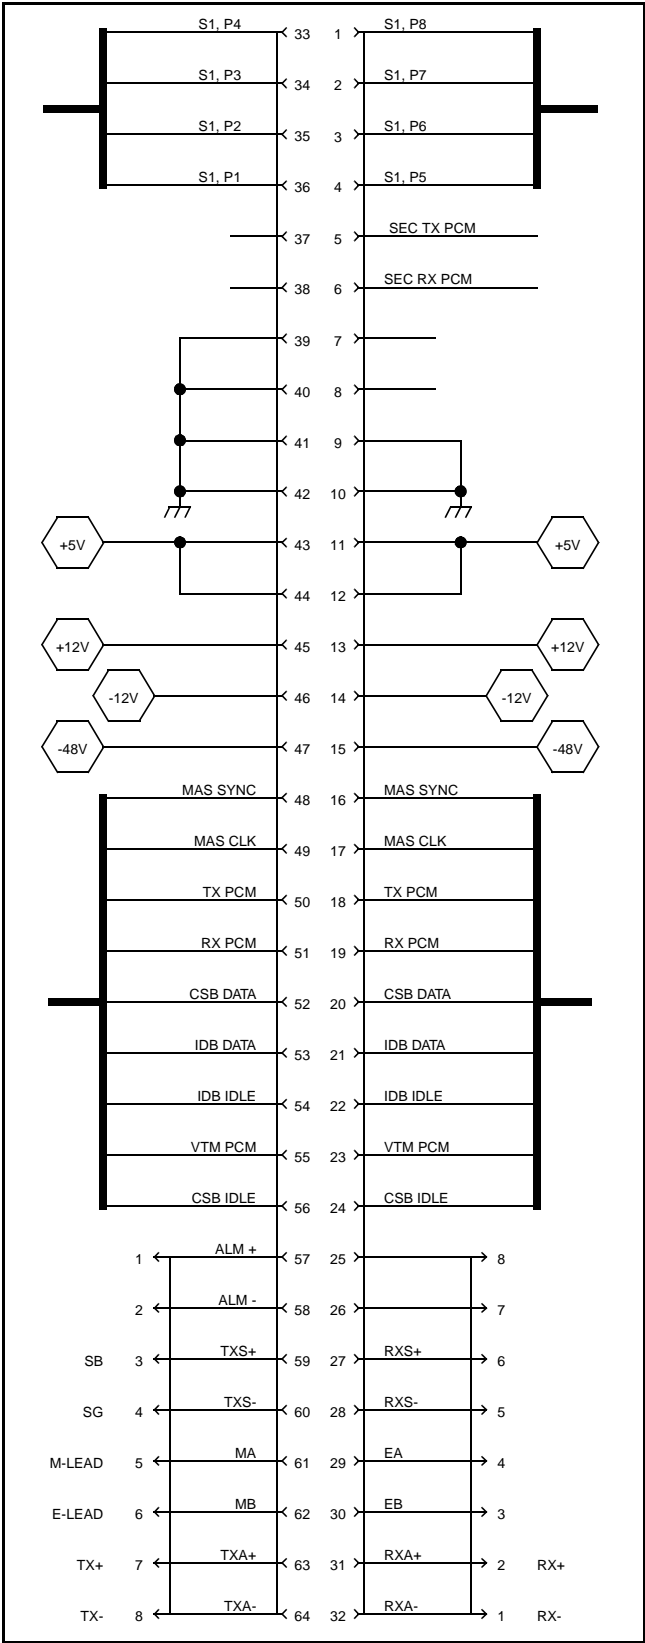 S1, P4 33 1 S1, P8
S1, P3 34 2 S1, P7
S1, P2 35 3 S1, P6
S1, P1 36 4 S1, P5
37 5 SEC TX PCM
38 6 SEC RX PCM
39 7
40 8
41 9
42 10
+5V 43 11 +5V
44 12
+12V 45 13 +12V
-12V 46 14 -12V
-48V 47 15 -48V
MAS SYNC 48 16 MAS SYNC
MAS CLK 49 17 MAS CLK
TX PCM 50 18 TX PCM
RX PCM 51 19 RX PCM
CSB DATA 52 20 CSB DATA
IDB DATA 53 21 IDB DATA
IDB IDLE 54 22 IDB IDLE
VTM PCM 55 23 VTM PCM
CSB IDLE 56 24 CSB IDLE
1 ALM + 57 25 8
2 ALM - 58 26 7
SB 3 TXS+ 59 27 RXS+ 6
SG 4 TXS- 60 28 RXS- 5
M-LEAD 5 MA 61 29 EA 4
E-LEAD 6 MB 62 30 EB 3
TX+ 7 TXA+ 63 31 RXA+ 2 RX+
TX- 8 TXA- 64 32 RXA- 1 RX-